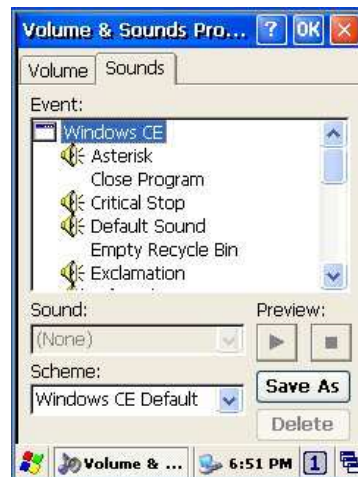 Volume & Sounds Pro... ? OK
Volume Sounds
Event:
Windows CE
Asterisk
Close Program
Critical Stop
Default Sound
Empty Recycle Bin
Exclamation
Sound:
Preview:
(None)
Scheme:
Save As
Windows CE Default
Delete
Volume & ... 6:51 PM 1